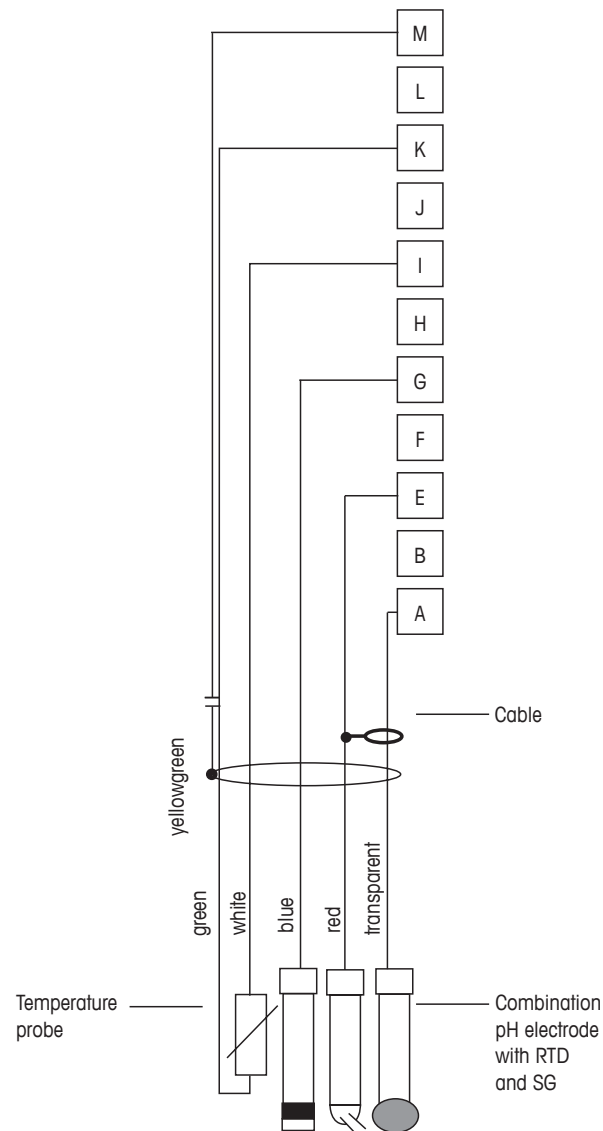 M
L
K
J
I
H
G
F
E
B
A
Cable
yellowgreen
green
white
blue
red
transparent
Temperature
probe
Combination
pH electrode
with RTD
and SG